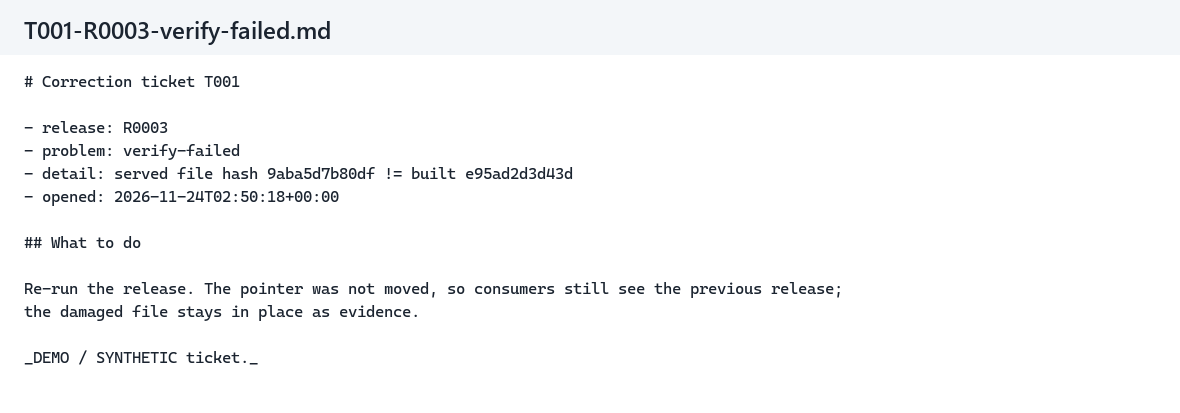 T001-R0003-verify-failed.md
# Correction ticket T001
- release: R0003
- problem: verify-failed
- detail: served file hash 9aba5d7b80df != built e95ad2d3d43d
- opened: 2026-11-24T02:50:18+00:00
## What to do
Re-run the release. The pointer was not moved, so consumers still see the previous release;
the damaged file stays in place as evidence.
_DEMO / SYNTHETIC ticket._